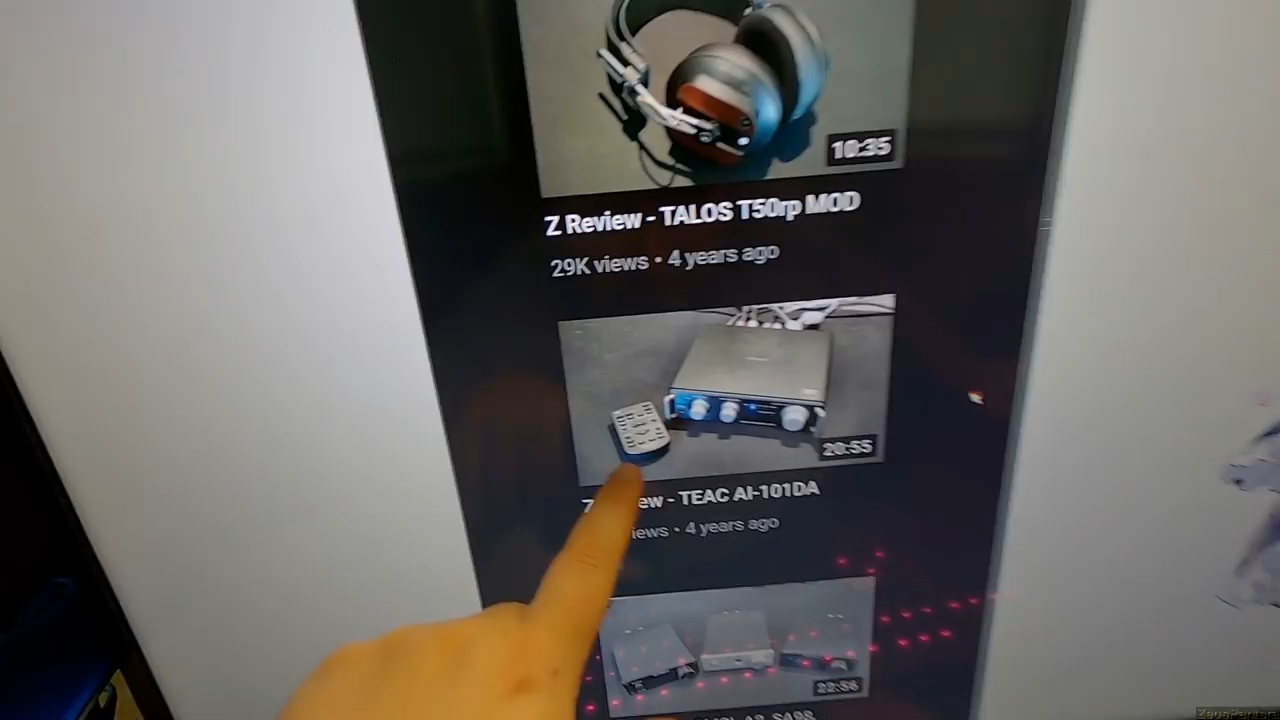 10:35
Z Review - TALOS T50rp MOD
29K views • 4 years ago
20:55
ew - TEAC AI-101DA
iews • 4 years ago
22:56